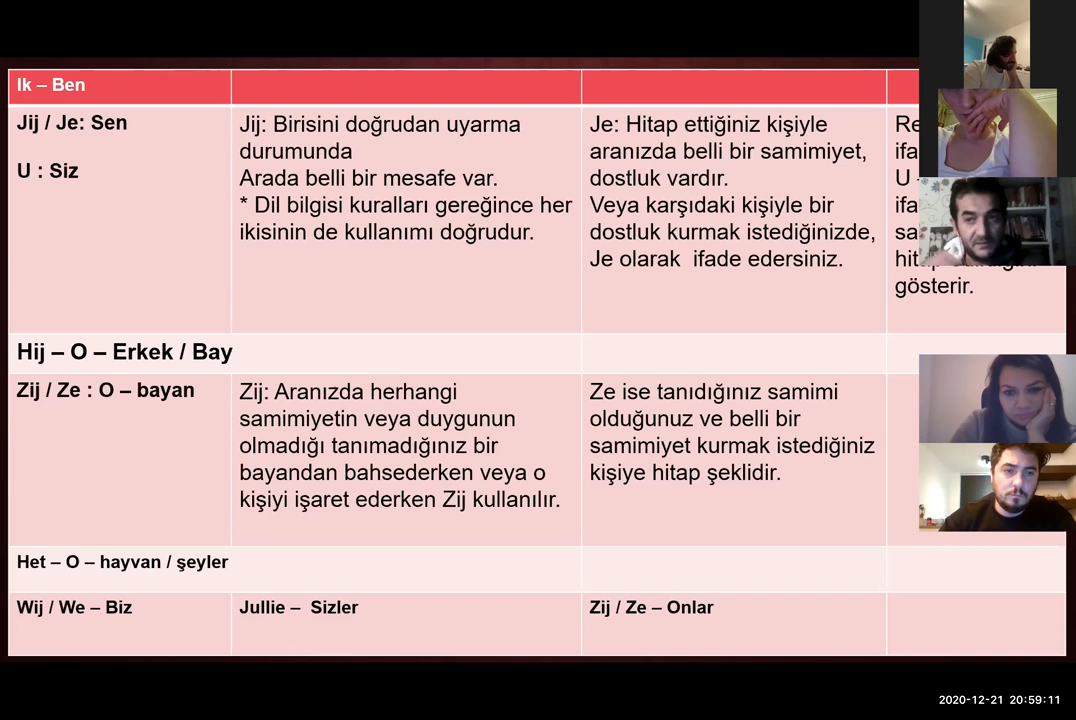 Ik – Ben
Jij / Je: Sen
U : Siz
Jij: Birisini doğrudan uyarma
durumunda
Arada belli bir mesafe var.
* Dil bilgisi kuralları gereğince her
ikisinin de kullanımı doğrudur.
Je: Hitap ettiğiniz kişiyle
aranızda belli bir samimiyet,
dostluk vardır.
Veya karşıdaki kişiyle bir
dostluk kurmak istediğinizde,
Je olarak ifade edersiniz.
U
gösterir.
Hij – O – Erkek / Bay
Zij / Ze : O – bayan
Zij: Aranızda herhangi
samimiyetin veya duygunun
olmadığı tanımadığınız bir
bayandan bahsederken veya o
kişiyi işaret ederken Zij kullanılır.
Ze ise tanıdığınız samimi
olduğunuz ve belli bir
samimiyet kurmak istediğiniz
kişiye hitap şeklidir.
Het – O – hayvan / şeyler
Wij / We – Biz
Jullie – Sizler
Zij / Ze – Onlar
2020-12-21 20:59:11